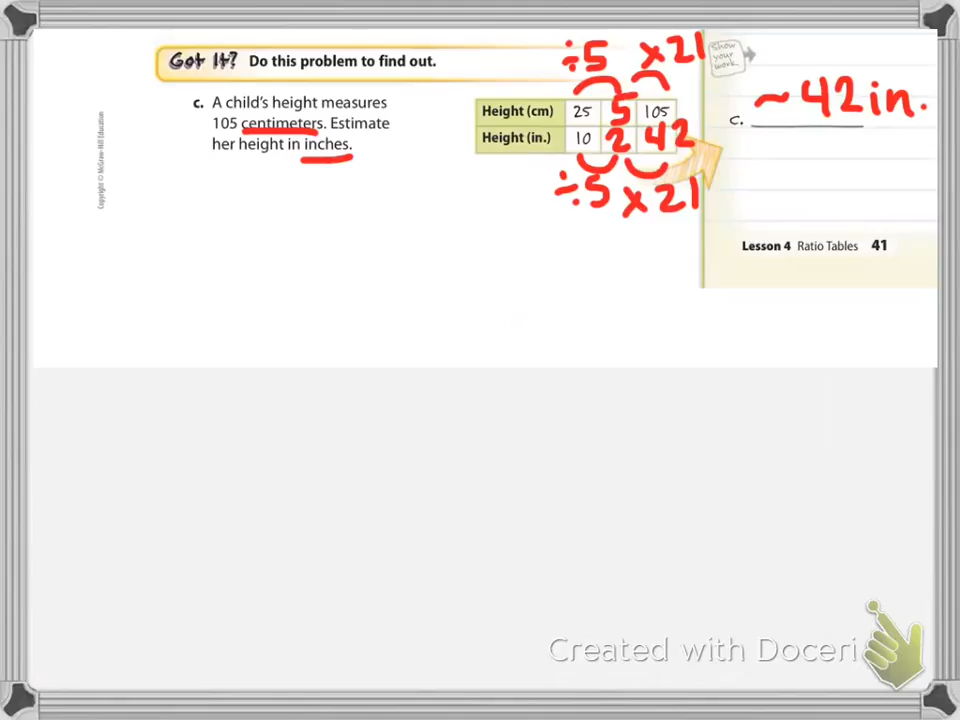 Got It? Do this problem to find out.
÷5 ×21
Show your work.
c. A child's height measures
105 centimeters. Estimate
her height in inches.
Height (cm) 25 5 105
Height (in.) 10 2 42
÷5 ×21
c. ~42 in.
Copyright © McGraw-Hill Education
Lesson 4 Ratio Tables 41
Created with Doceri